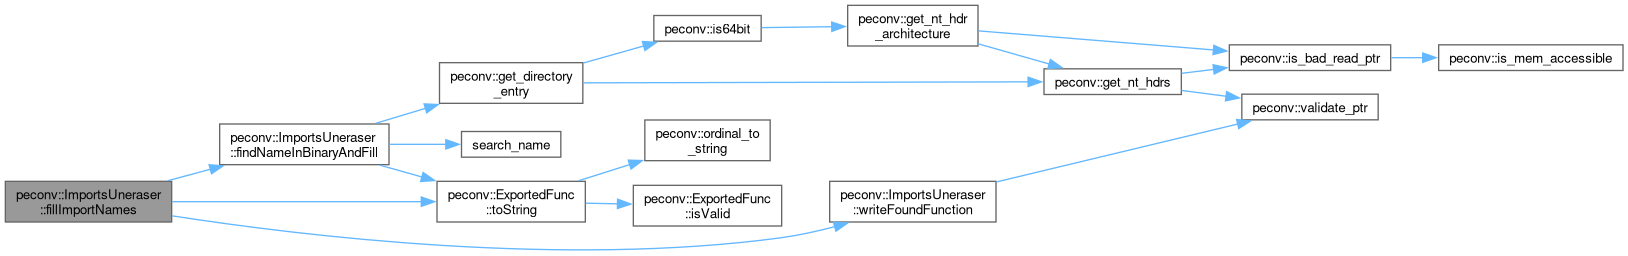 peconv::ImportsUneraser
::fillImportNames
peconv::ImportsUneraser
::findNameInBinaryAndFill
peconv::get_directory
_entry
peconv::is64bit
peconv::get_nt_hdr
_architecture
peconv::is_bad_read_ptr
peconv::is_mem_accessible
peconv::get_nt_hdrs
peconv::validate_ptr
search_name
peconv::ExportedFunc
::toString
peconv::ordinal_to
_string
peconv::ExportedFunc
::isValid
peconv::ImportsUneraser
::writeFoundFunction